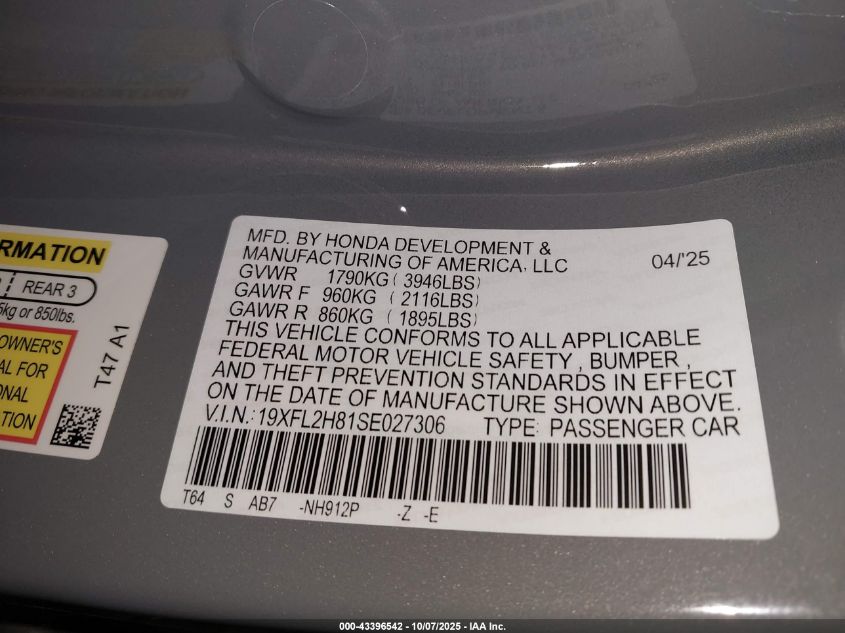 RMATION
REAR 3
5kg or 850lbs.
OWNER'S
AL FOR
ONAL
TION
T47 A1
MFD. BY HONDA DEVELOPMENT &
MANUFACTURING OF AMERICA, LLC 04/'25
GVWR 1790KG ( 3946LBS)
GAWR F 960KG ( 2116LBS)
GAWR R 860KG ( 1895LBS)
THIS VEHICLE CONFORMS TO ALL APPLICABLE
FEDERAL MOTOR VEHICLE SAFETY , BUMPER ,
AND THEFT PREVENTION STANDARDS IN EFFECT
ON THE DATE OF MANUFACTURE SHOWN ABOVE.
V.I.N.: 19XFL2H81SE027306 TYPE: PASSENGER CAR
T64 S AB7 -NH912P -Z -E
000-43396542 - 10/07/2025 - IAA Inc.